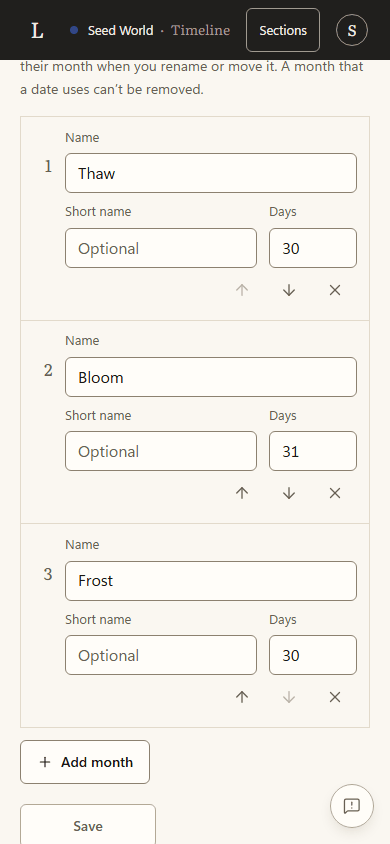 L Seed World · Timeline Sections S
their month when you rename or move it. A month that
a date uses can't be removed.
Name
1 Thaw
Short name Days
Optional 30
Name
2 Bloom
Short name Days
Optional 31
Name
3 Frost
Short name Days
Optional 30
Add month
Save